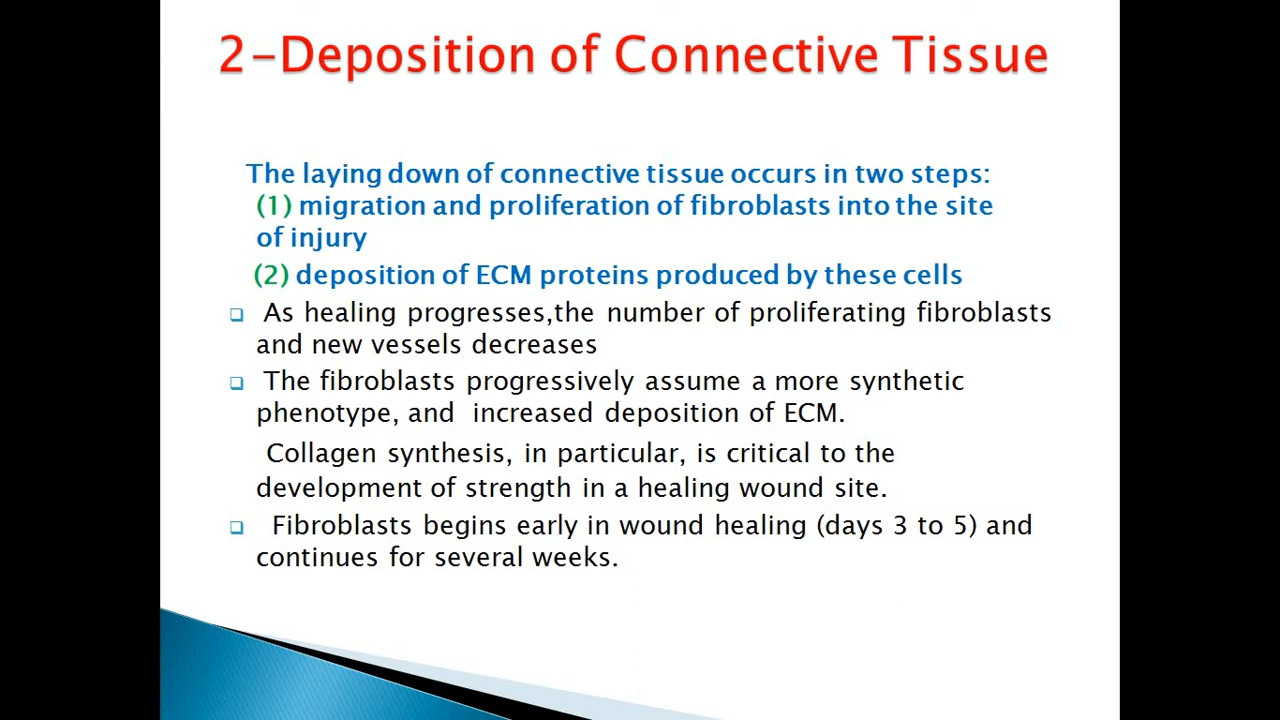 2-Deposition of Connective Tissue
The laying down of connective tissue occurs in two steps:
(1) migration and proliferation of fibroblasts into the site
of injury
(2) deposition of ECM proteins produced by these cells
❑ As healing progresses,the number of proliferating fibroblasts
and new vessels decreases
❑ The fibroblasts progressively assume a more synthetic
phenotype, and increased deposition of ECM.
Collagen synthesis, in particular, is critical to the
development of strength in a healing wound site.
❑ Fibroblasts begins early in wound healing (days 3 to 5) and
continues for several weeks.